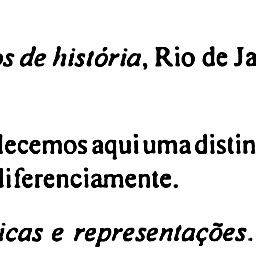 os de história, Rio de Ja
lecemos aqui uma distin
diferenciamente.
icas e representações.